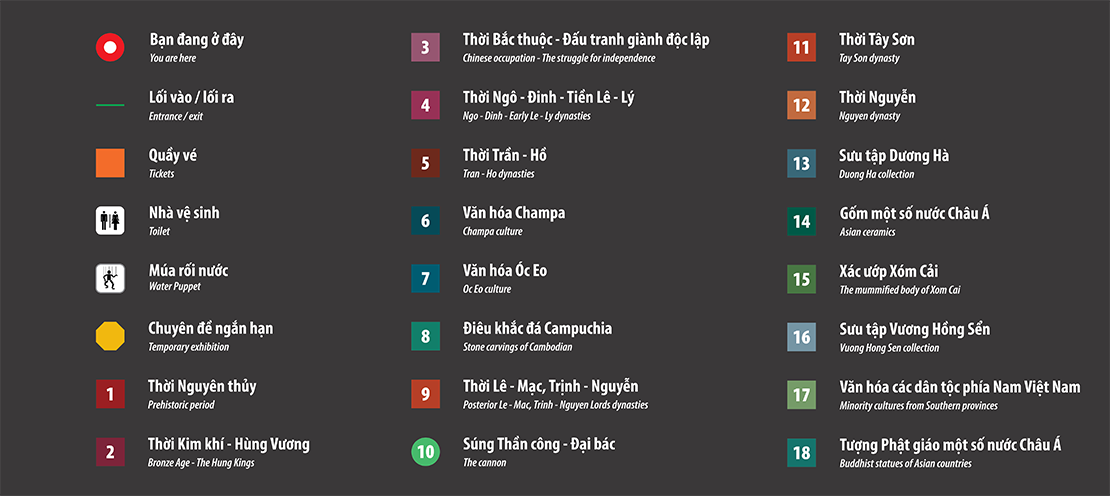 Bạn đang ở đây
You are here
Lối vào / lối ra
Entrance / exit
Quầy vé
Tickets
Nhà vệ sinh
Toilet
Múa rối nước
Water Puppet
Chuyên đề ngắn hạn
Temporary exhibition
1
Thời Nguyên thủy
Prehistoric period
2
Thời Kim khí - Hùng Vương
Bronze Age - The Hung Kings
3
Thời Bắc thuộc - Đấu tranh giành độc lập
Chinese occupation - The struggle for independence
4
Thời Ngô - Đinh - Tiền Lê - Lý
Ngo - Dinh - Early Le - Ly dynasties
5
Thời Trần - Hồ
Tran - Ho dynasties
6
Văn hóa Champa
Champa culture
7
Văn hóa Óc Eo
Oc Eo culture
8
Điêu khắc đá Campuchia
Stone carvings of Cambodian
9
Thời Lê - Mạc, Trịnh - Nguyễn
Posterior Le - Mac, Trinh - Nguyen Lords dynasties
10
Súng Thần công - Đại bác
The cannon
11
Thời Tây Sơn
Tay Son dynasty
12
Thời Nguyễn
Nguyen dynasty
13
Sưu tập Dương Hà
Duong Ha collection
14
Gốm một số nước Châu Á
Asian ceramics
15
Xác ướp Xóm Cải
The mummified body of Xom Cai
16
Sưu tập Vương Hồng Sển
Vuong Hong Sen collection
17
Văn hóa các dân tộc phía Nam Việt Nam
Minority cultures from Southern provinces
18
Tượng Phật giáo một số nước Châu Á
Buddhist statues of Asian countries